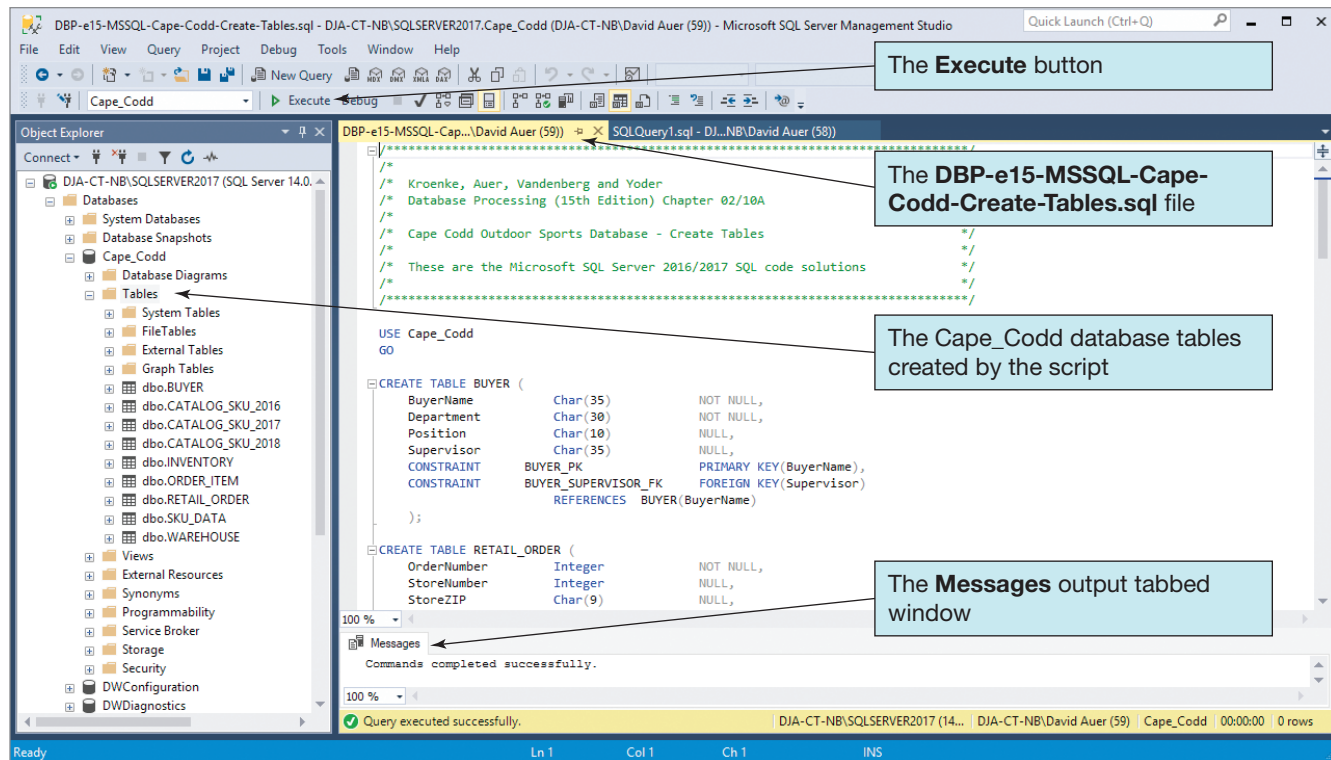 DBP-e15-MSSQL-Cape-Codd-Create-Tables.sql - DJA-CT-NB\SQLSERVER2017.Cape_Codd (DJA-CT-NB\David Auer (59)) - Microsoft SQL Server Management Studio
Quick Launch (Ctrl+Q)
File Edit View Query Project Debug Tools Window Help
New Query
MDX DMX XMLA DAX
Cape_Codd
Execute Debug
The Execute button
Object Explorer
Connect
DJA-CT-NB\SQLSERVER2017 (SQL Server 14.0.
Databases
System Databases
Database Snapshots
Cape_Codd
Database Diagrams
Tables
System Tables
FileTables
External Tables
Graph Tables
dbo.BUYER
dbo.CATALOG_SKU_2016
dbo.CATALOG_SKU_2017
dbo.CATALOG_SKU_2018
dbo.INVENTORY
dbo.ORDER_ITEM
dbo.RETAIL_ORDER
dbo.SKU_DATA
dbo.WAREHOUSE
Views
External Resources
Synonyms
Programmability
Service Broker
Storage
Security
DWConfiguration
DWDiagnostics
DBP-e15-MSSQL-Cap...\David Auer (59))
SQLQuery1.sql - DJ...NB\David Auer (58))
/*
/* Kroenke, Auer, Vandenberg and Yoder
/* Database Processing (15th Edition) Chapter 02/10A
/*
/* Cape Codd Outdoor Sports Database - Create Tables */
/* */
/* These are the Microsoft SQL Server 2016/2017 SQL code solutions */
/* */
The DBP-e15-MSSQL-Cape-
Codd-Create-Tables.sql file
USE Cape_Codd
GO
The Cape_Codd database tables
created by the script
CREATE TABLE BUYER (
BuyerName Char(35) NOT NULL,
Department Char(30) NOT NULL,
Position Char(10) NULL,
Supervisor Char(35) NULL,
CONSTRAINT BUYER_PK PRIMARY KEY(BuyerName),
CONSTRAINT BUYER_SUPERVISOR_FK FOREIGN KEY(Supervisor)
REFERENCES BUYER(BuyerName)
);
CREATE TABLE RETAIL_ORDER (
OrderNumber Integer NOT NULL,
StoreNumber Integer NULL,
StoreZIP Char(9) NULL,
The Messages output tabbed
window
100 %
Messages
Commands completed successfully.
100 %
Query executed successfully.
DJA-CT-NB\SQLSERVER2017 (14... DJA-CT-NB\David Auer (59) Cape_Codd 00:00:00 0 rows
Ready Ln 1 Col 1 Ch 1 INS